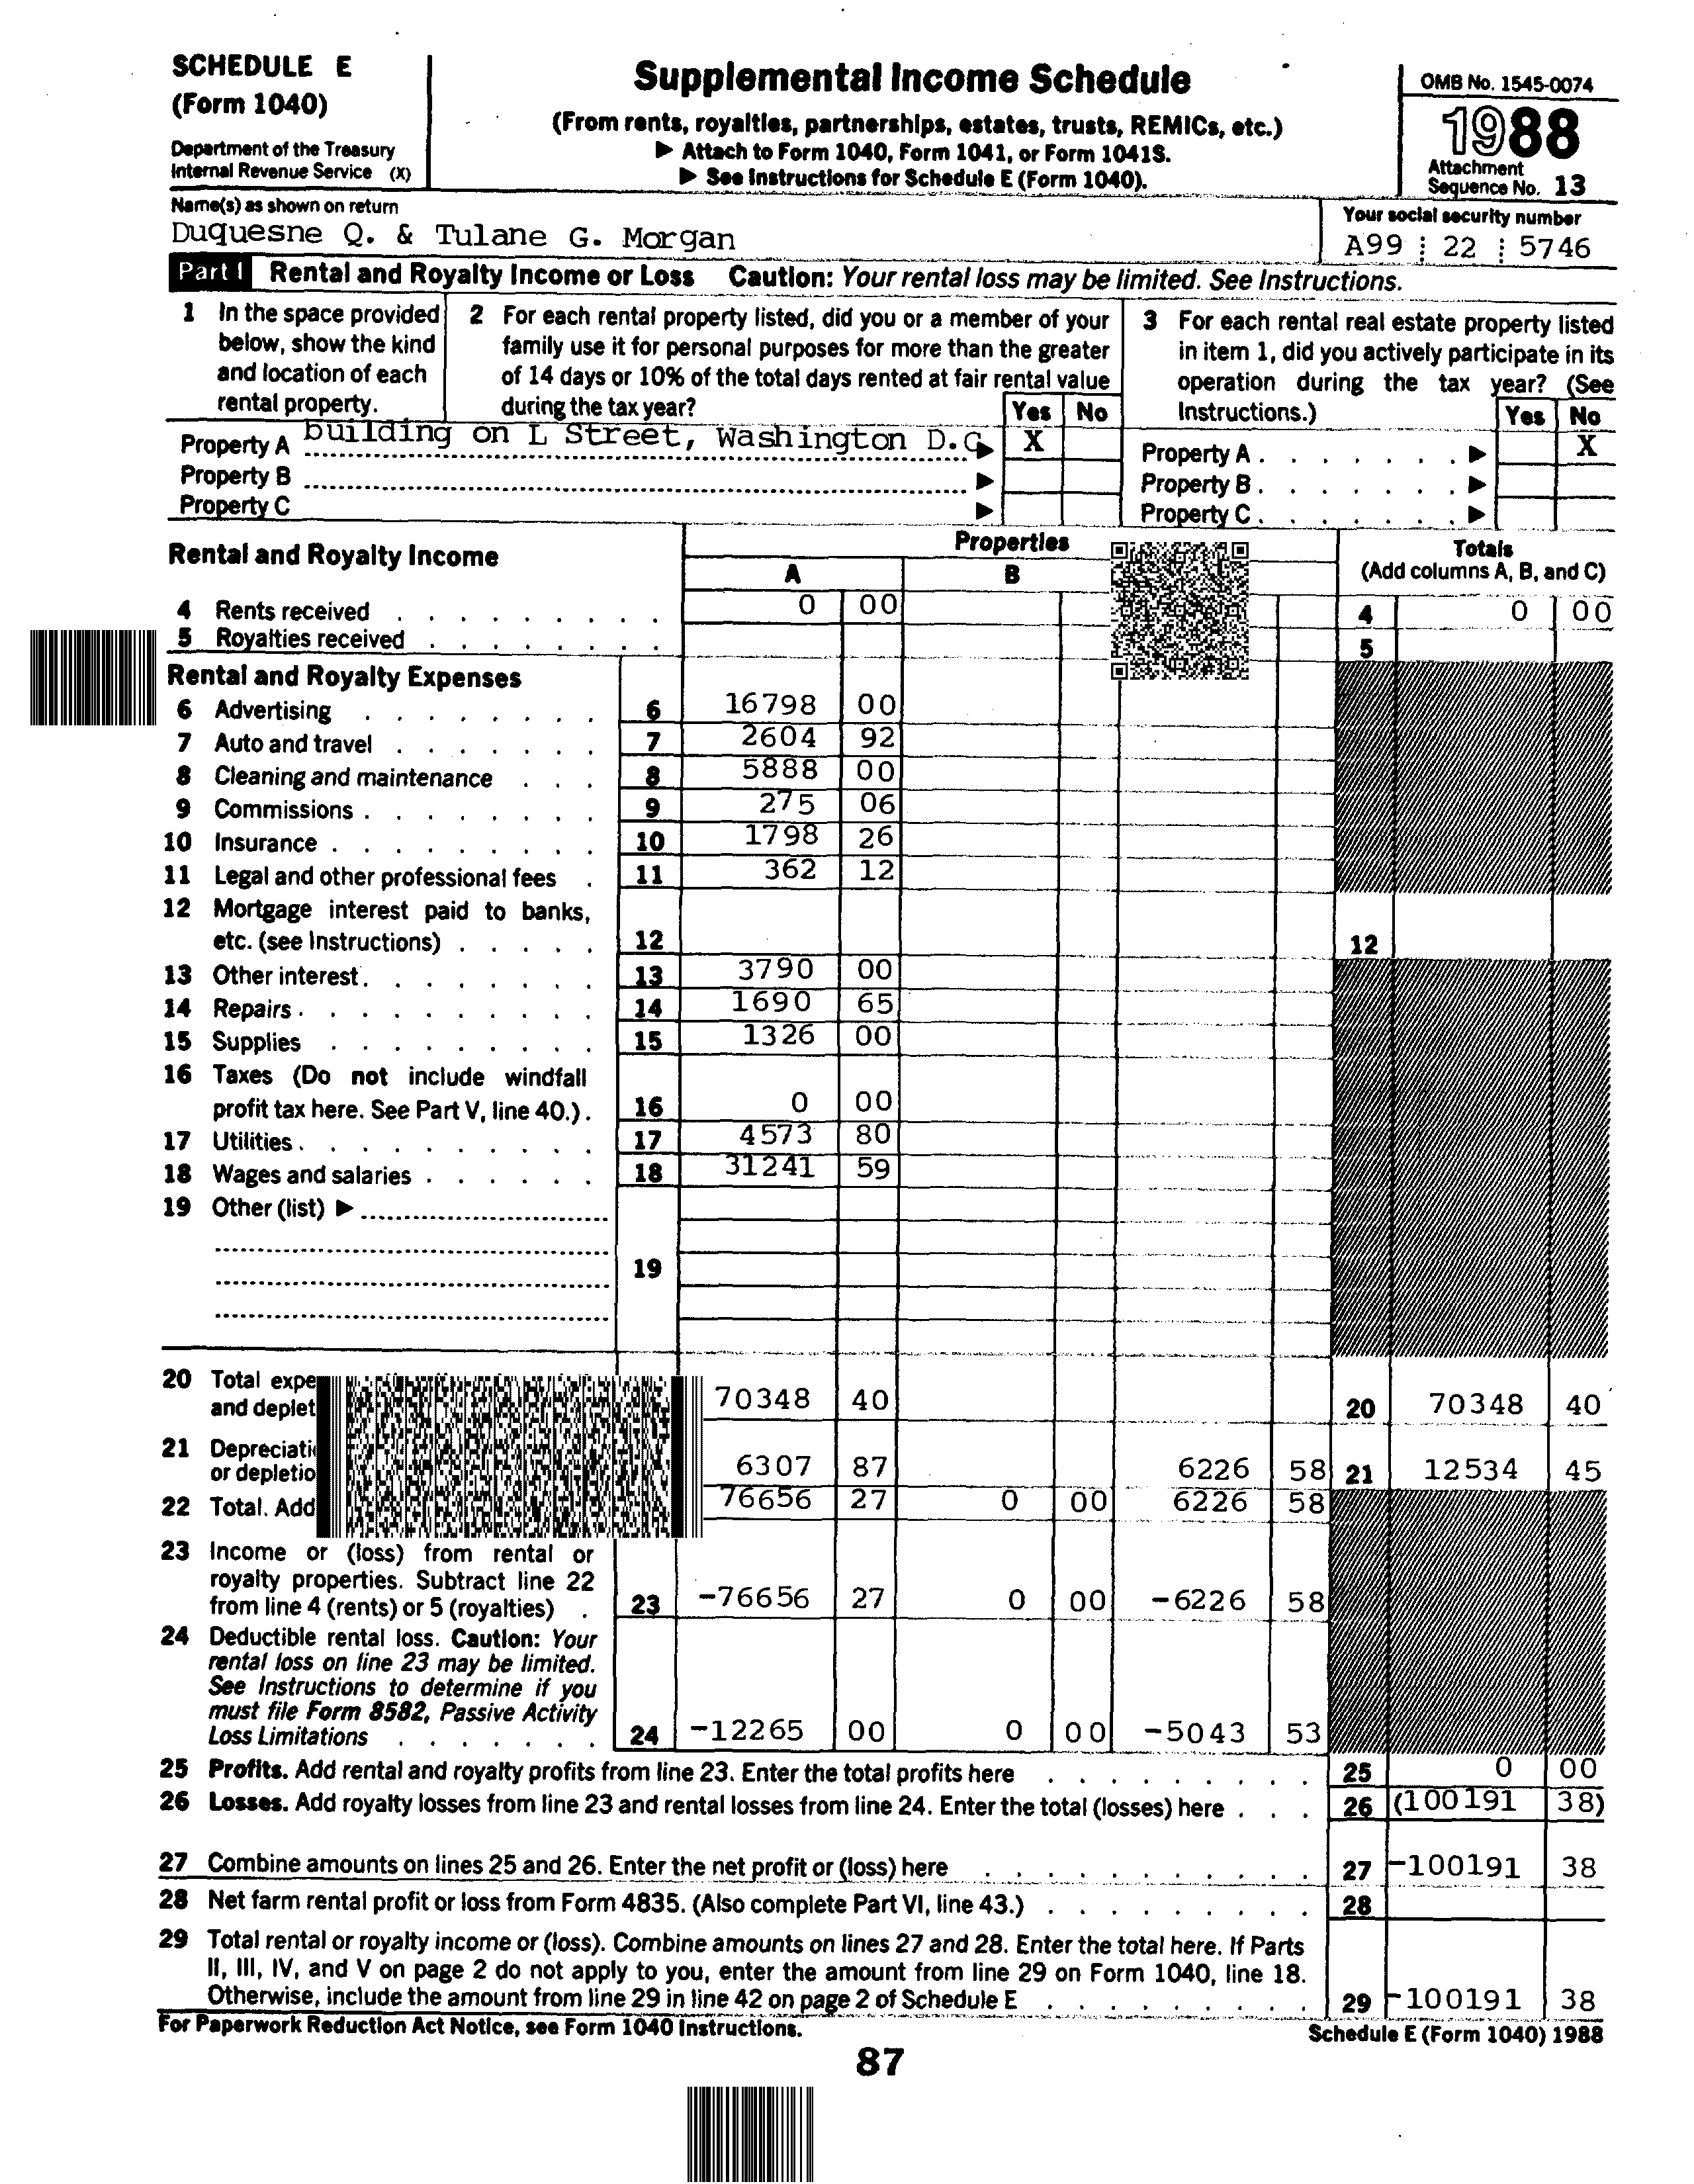 SCHEDULE E
(Form 1040)
Department of the Treasury
Internal Revenue Service (X)
Supplemental Income Schedule
(From rents, royalties, partnerships, estates, trusts, REMICs, etc.)
▶ Attach to Form 1040, Form 1041, or Form 1041S.
▶ See Instructions for Schedule E (Form 1040).
OMB No. 1545-0074
1988
Attachment
Sequence No. 13
Name(s) as shown on return
Duquesne Q. & Tulane G. Morgan
Your social security number
A99 22 5746
Part I Rental and Royalty Income or Loss Caution: Your rental loss may be limited. See Instructions.
1 In the space provided
below, show the kind
and location of each
rental property.
2 For each rental property listed, did you or a member of your
family use it for personal purposes for more than the greater
of 14 days or 10% of the total days rented at fair rental value
during the tax year?
Yes No
3 For each rental real estate property listed
in item 1, did you actively participate in its
operation during the tax year? (See
Instructions.)
Yes No
Property A building on L Street, Washington D.C ▶ X
Property B ▶
Property C ▶
Property A ▶ X
Property B ▶
Property C ▶
Rental and Royalty Income
Properties
A B
Totals
(Add columns A, B, and C)
4 Rents received 0 00 4 0 00
5 Royalties received 5
Rental and Royalty Expenses
6 Advertising 6 16798 00
7 Auto and travel 7 2604 92
8 Cleaning and maintenance 8 5888 00
9 Commissions 9 275 06
10 Insurance 10 1798 26
11 Legal and other professional fees 11 362 12
12 Mortgage interest paid to banks,
etc. (see Instructions) 12 12
13 Other interest 13 3790 00
14 Repairs 14 1690 65
15 Supplies 15 1326 00
16 Taxes (Do not include windfall
profit tax here. See Part V, line 40.) 16 0 00
17 Utilities 17 4573 80
18 Wages and salaries 18 31241 59
19 Other (list) ▶
19
20 Total expe
and deplet 70348 40 20 70348 40
21 Depreciati
or depletio 6307 87 6226 58 21 12534 45
22 Total. Add 76656 27 0 00 6226 58
23 Income or (loss) from rental or
royalty properties. Subtract line 22
from line 4 (rents) or 5 (royalties) 23 -76656 27 0 00 -6226 58
24 Deductible rental loss. Caution: Your
rental loss on line 23 may be limited.
See Instructions to determine if you
must file Form 8582, Passive Activity
Loss Limitations 24 -12265 00 0 00 -5043 53
25 Profits. Add rental and royalty profits from line 23. Enter the total profits here 25 0 00
26 Losses. Add royalty losses from line 23 and rental losses from line 24. Enter the total (losses) here 26 (100191 38)
27 Combine amounts on lines 25 and 26. Enter the net profit or (loss) here 27 -100191 38
28 Net farm rental profit or loss from Form 4835. (Also complete Part VI, line 43.) 28
29 Total rental or royalty income or (loss). Combine amounts on lines 27 and 28. Enter the total here. If Parts
II, III, IV, and V on page 2 do not apply to you, enter the amount from line 29 on Form 1040, line 18.
Otherwise, include the amount from line 29 in line 42 on page 2 of Schedule E 29 -100191 38
For Paperwork Reduction Act Notice, see Form 1040 Instructions.
Schedule E (Form 1040) 1988
87